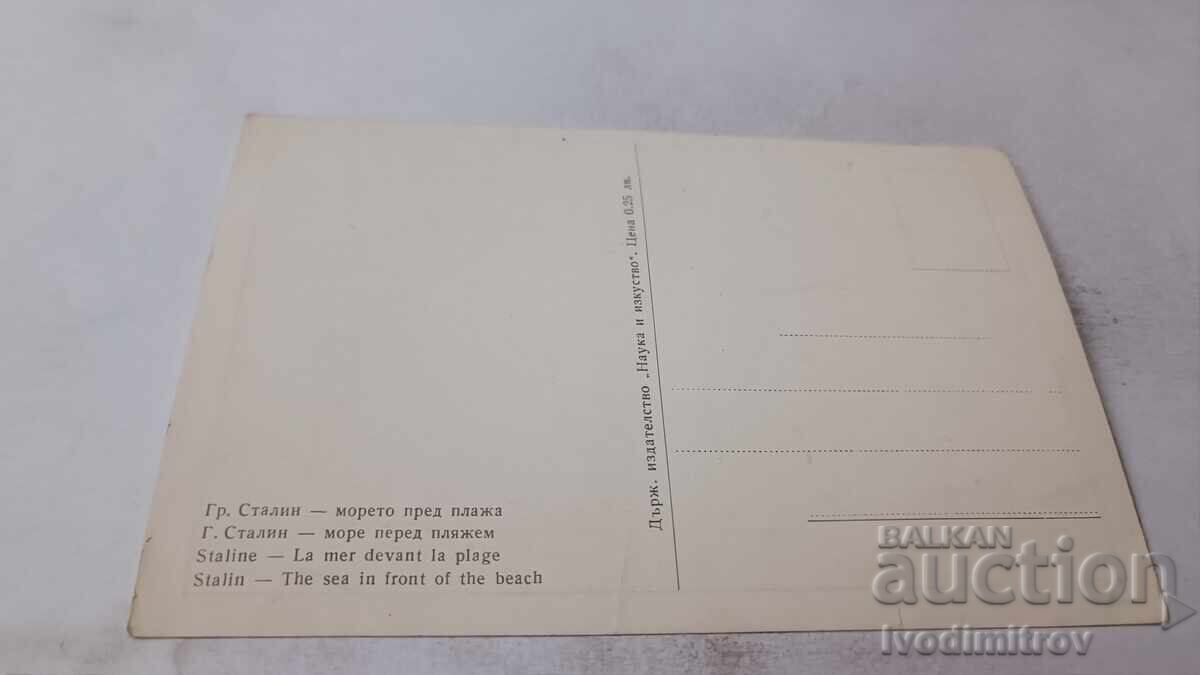 Гр. Сталин — морето пред плажа
Г. Сталин — море перед пляжем
Staline — La mer devant la plage
Stalin — The sea in front of the beach
Държ. издателство „Наука и изкуство“. Цена 0.25 лв.
BALKAN
auction
Ivodimitrov